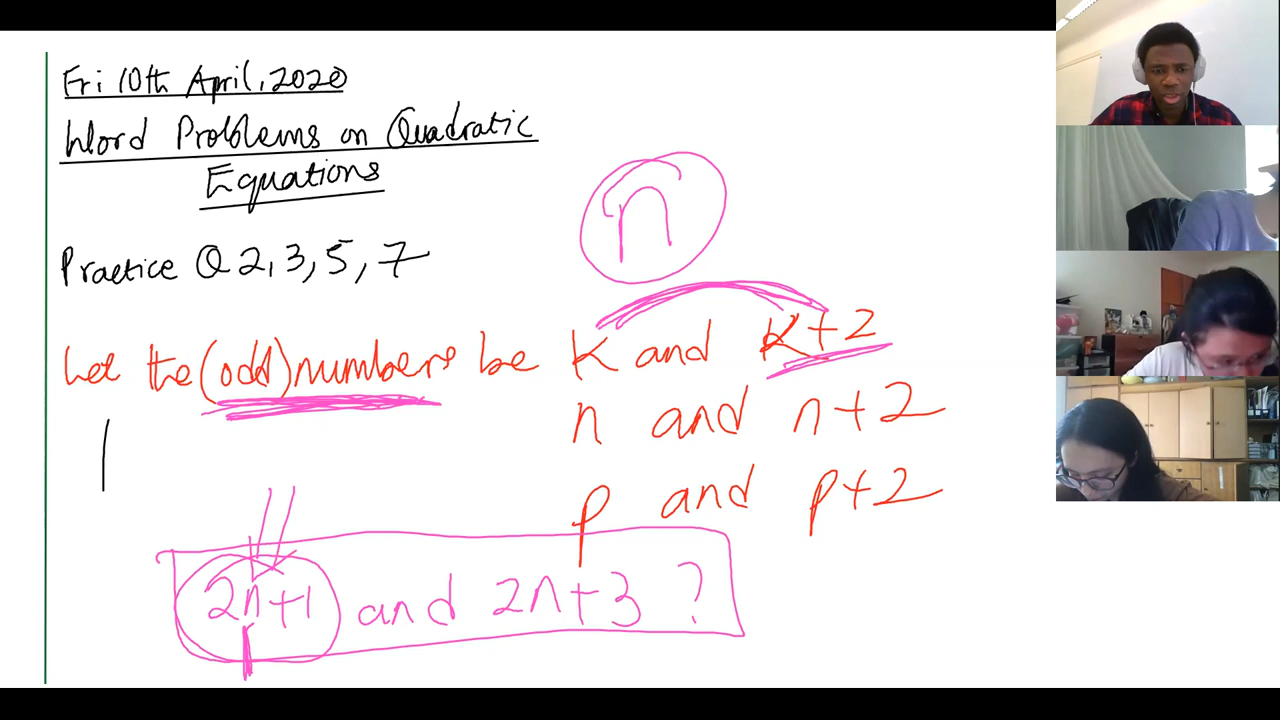 Fri 10th April, 2020
Word Problems on Quadratic
Equations
Practice Q 2, 3, 5, 7
n
Let the (odd) numbers be k and k+2
n and n+2
p and p+2
2n+1 and 2n+3 ?